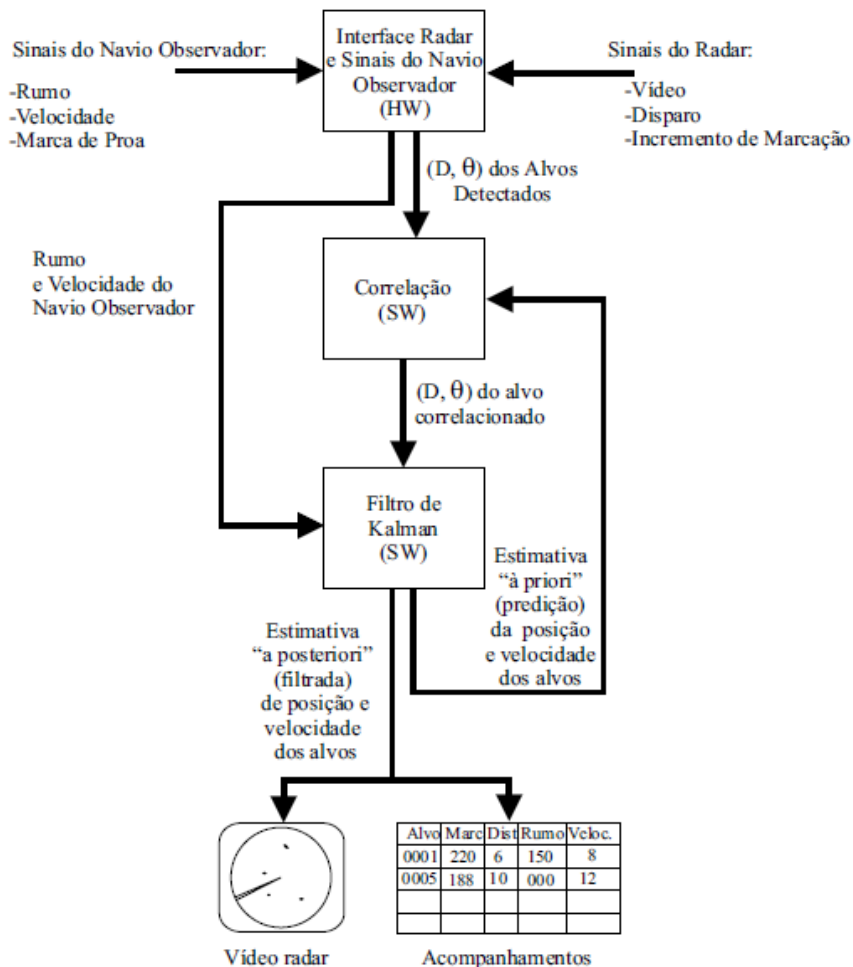 Interface Radar
e Sinais do Navio
Observador
(HW)
Sinais do Navio Observador:
-Rumo
-Velocidade
-Marca de Proa
Sinais do Radar:
-Vídeo
-Disparo
-Incremento de Marcação
(D, θ) dos Alvos
Detectados
Rumo
e Velocidade do
Navio Observador
Correlação
(SW)
(D, θ) do alvo
correlacionado
Filtro de
Kalman
(SW)
Estimativa
“à priori”
(predição)
da posição
e velocidade
dos alvos
Estimativa
“a posteriori”
(filtrada)
de posição e
velocidade
dos alvos
Alvo Marc Dist Rumo Veloc.
0001 220 6 150 8
0005 188 10 000 12
Vídeo radar
Acompanhamentos